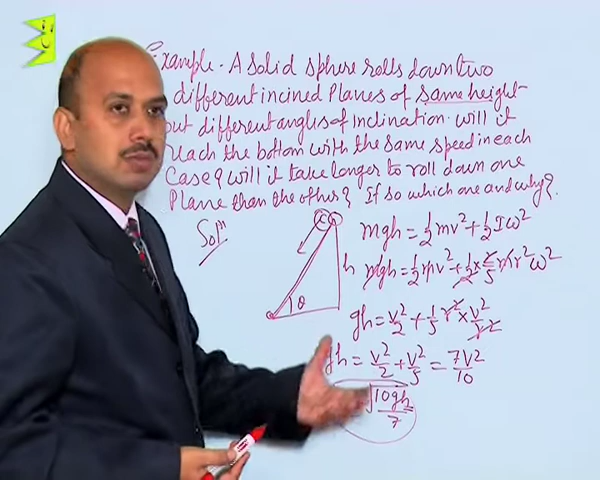 Example. A Solid Sphere rolls down two
different incined Planes of same height
but different angles of Inclination. will it
reach the bottom with the same speed in each
Case? will it take longer to roll down one
Plane than the other? If so which one and why?
Solⁿ
mgh = 1/2 mv² + 1/2 Iω²
h
mgh = 1/2 mv² + 1/2 × 2/5 mr² ω²
θ
gh = v²/2 + 1/5 r² × v²/r²
gh = v²/2 + v²/5 = 7v²/10
= √10gh/7